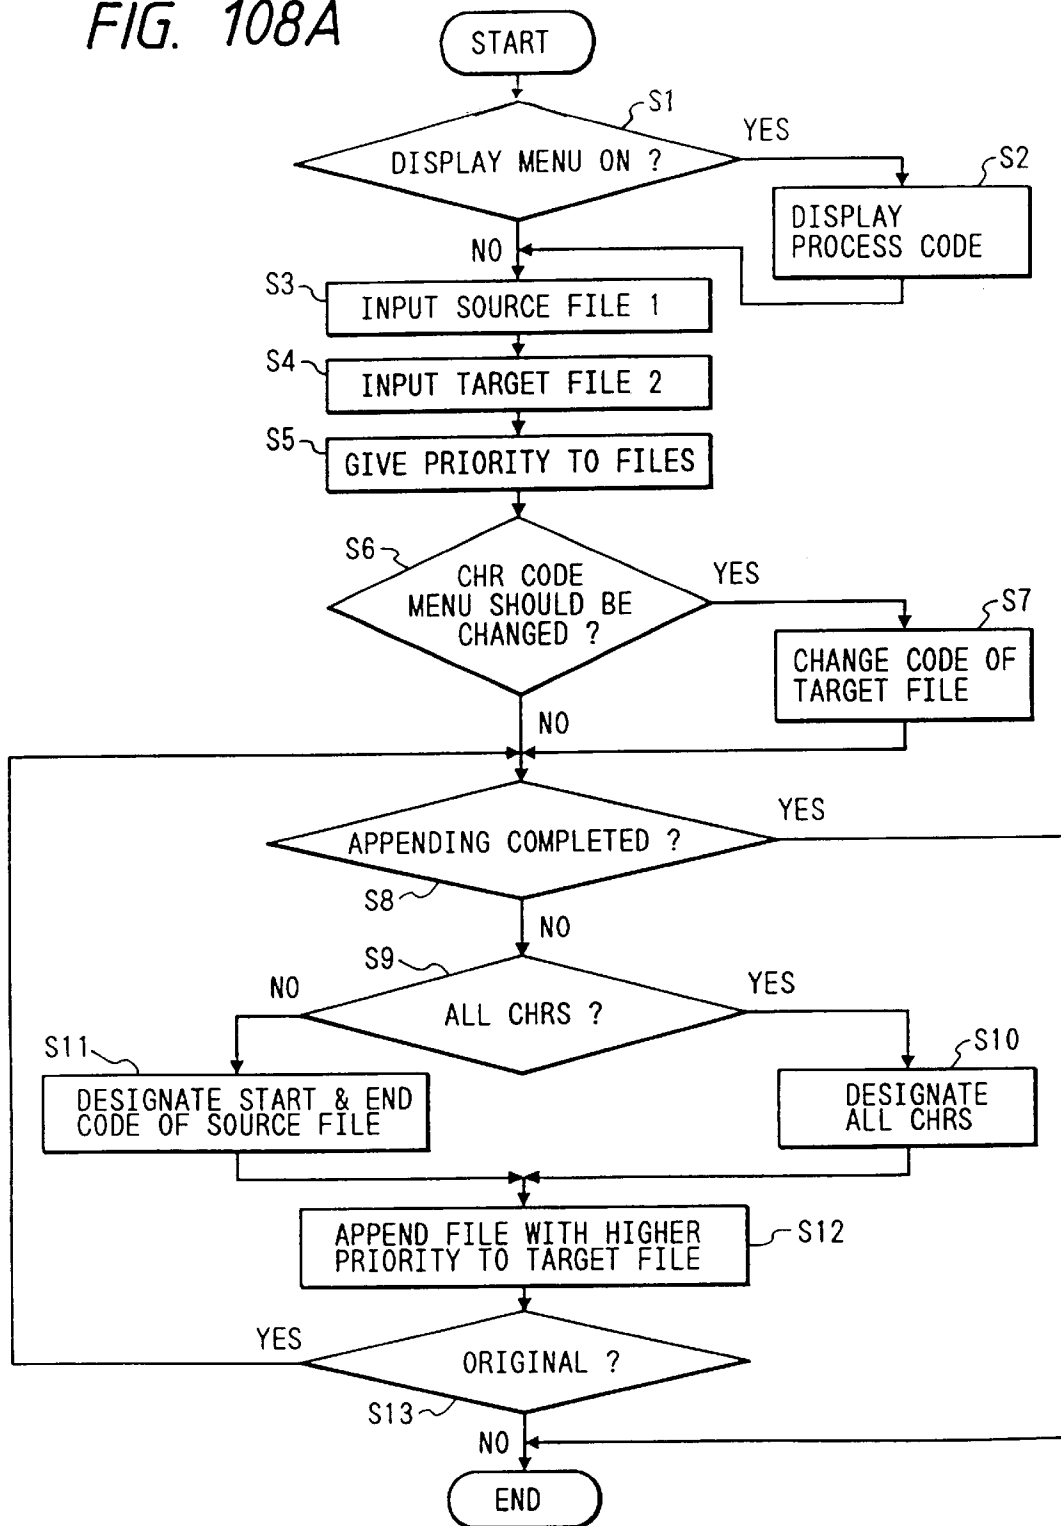 FIG. 108A
START
S1
YES
DISPLAY MENU ON ?
S2
DISPLAY
PROCESS CODE
NO
S3
INPUT SOURCE FILE 1
S4
INPUT TARGET FILE 2
S5
GIVE PRIORITY TO FILES
S6
CHR CODE
MENU SHOULD BE
CHANGED ?
YES
S7
CHANGE CODE OF
TARGET FILE
NO
YES
APPENDING COMPLETED ?
S8
NO
S9
NO
YES
ALL CHRS ?
S11
S10
DESIGNATE START & END
CODE OF SOURCE FILE
DESIGNATE
ALL CHRS
APPEND FILE WITH HIGHER
PRIORITY TO TARGET FILE
S12
YES
ORIGINAL ?
S13
NO
END